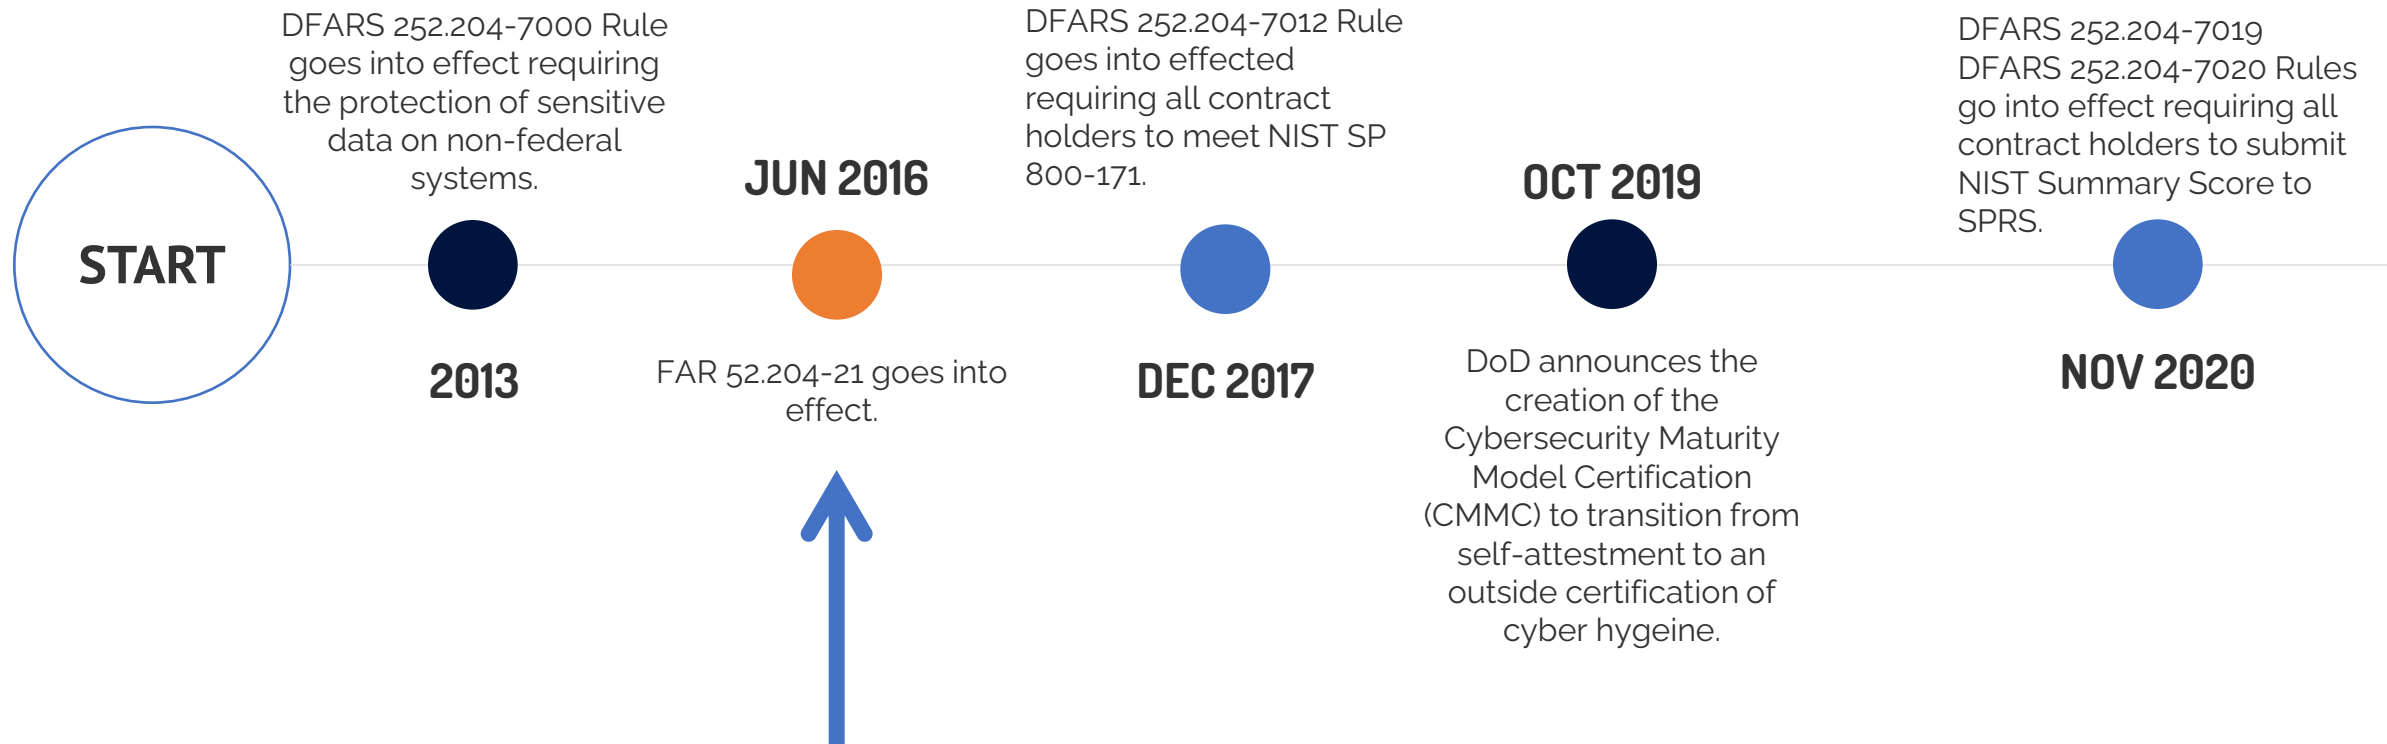 START
DFARS 252.204-7000 Rule
goes into effect requiring
the protection of sensitive
data on non-federal
systems.
2013
JUN 2016
FAR 52.204-21 goes into
effect.
DFARS 252.204-7012 Rule
goes into effected
requiring all contract
holders to meet NIST SP
800-171.
DEC 2017
OCT 2019
DoD announces the
creation of the
Cybersecurity Maturity
Model Certification
(CMMC) to transition from
self-attestment to an
outside certification of
cyber hygeine.
DFARS 252.204-7019
DFARS 252.204-7020 Rules
go into effect requiring all
contract holders to submit
NIST Summary Score to
SPRS.
NOV 2020